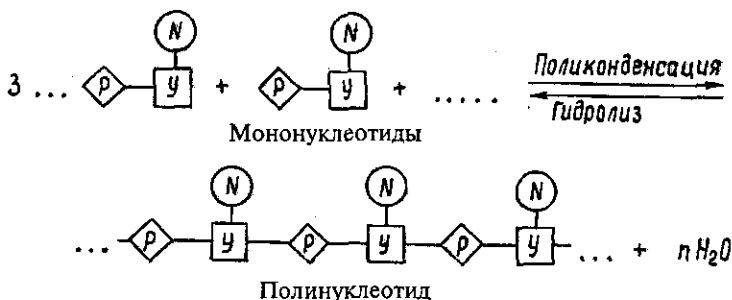 N N
3 ... P У + P У + ..... Поликонденсация
Гидролиз
Мононуклеотиды
N N N
... P У P У P У ... + nH₂O
Полинуклеотид